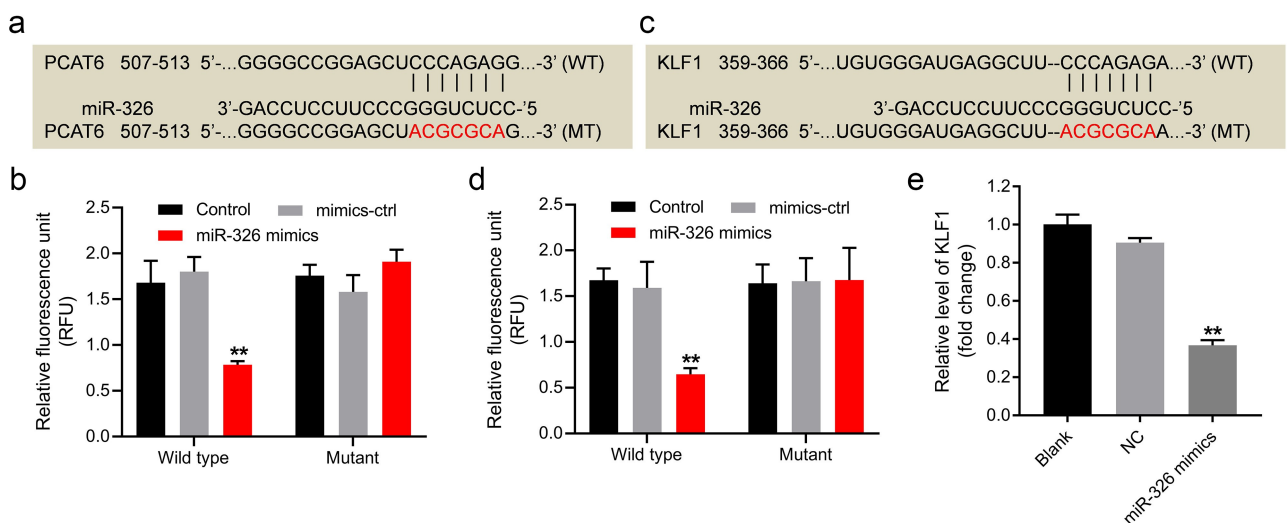 a
PCAT6 507-513 5'-...GGGGCCGGAGCUCCCAGAGG...-3' (WT)
miR-326 3'-GACCUCCUUCCCGGGUCUCC-'5
PCAT6 507-513 5'-...GGGGCCGGAGCUACGCGCAG...-3' (MT)
c
KLF1 359-366 5'-...UGUGGGAUGAGGCUU--CCCAGAGA...-3' (WT)
miR-326 3'-GACCUCCUUCCCGGGUCUCC-'5
KLF1 359-366 5'-...UGUGGGAUGAGGCUU--ACGCGCAA...-3' (MT)
b
Relative fluorescence unit
(RFU)
2.5
2.0
1.5
1.0
0.5
0.0
Control
mimics-ctrl
miR-326 mimics
**
Wild type
Mutant
d
Relative fluorescence unit
(RFU)
2.5
2.0
1.5
1.0
0.5
0.0
Control
mimics-ctrl
miR-326 mimics
**
Wild type
Mutant
e
Relative level of KLF1
(fold change)
1.2
1.0
0.8
0.6
0.4
0.2
0.0
**
Blank
NC
miR-326 mimics